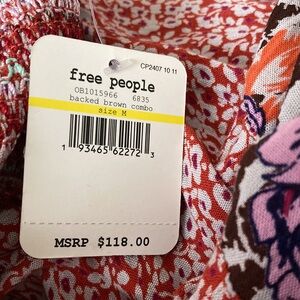 CP2407 10 11
free people
OB1015966 6835
backed brown combo
size M
1 93465 62272 3
MSRP $118.00